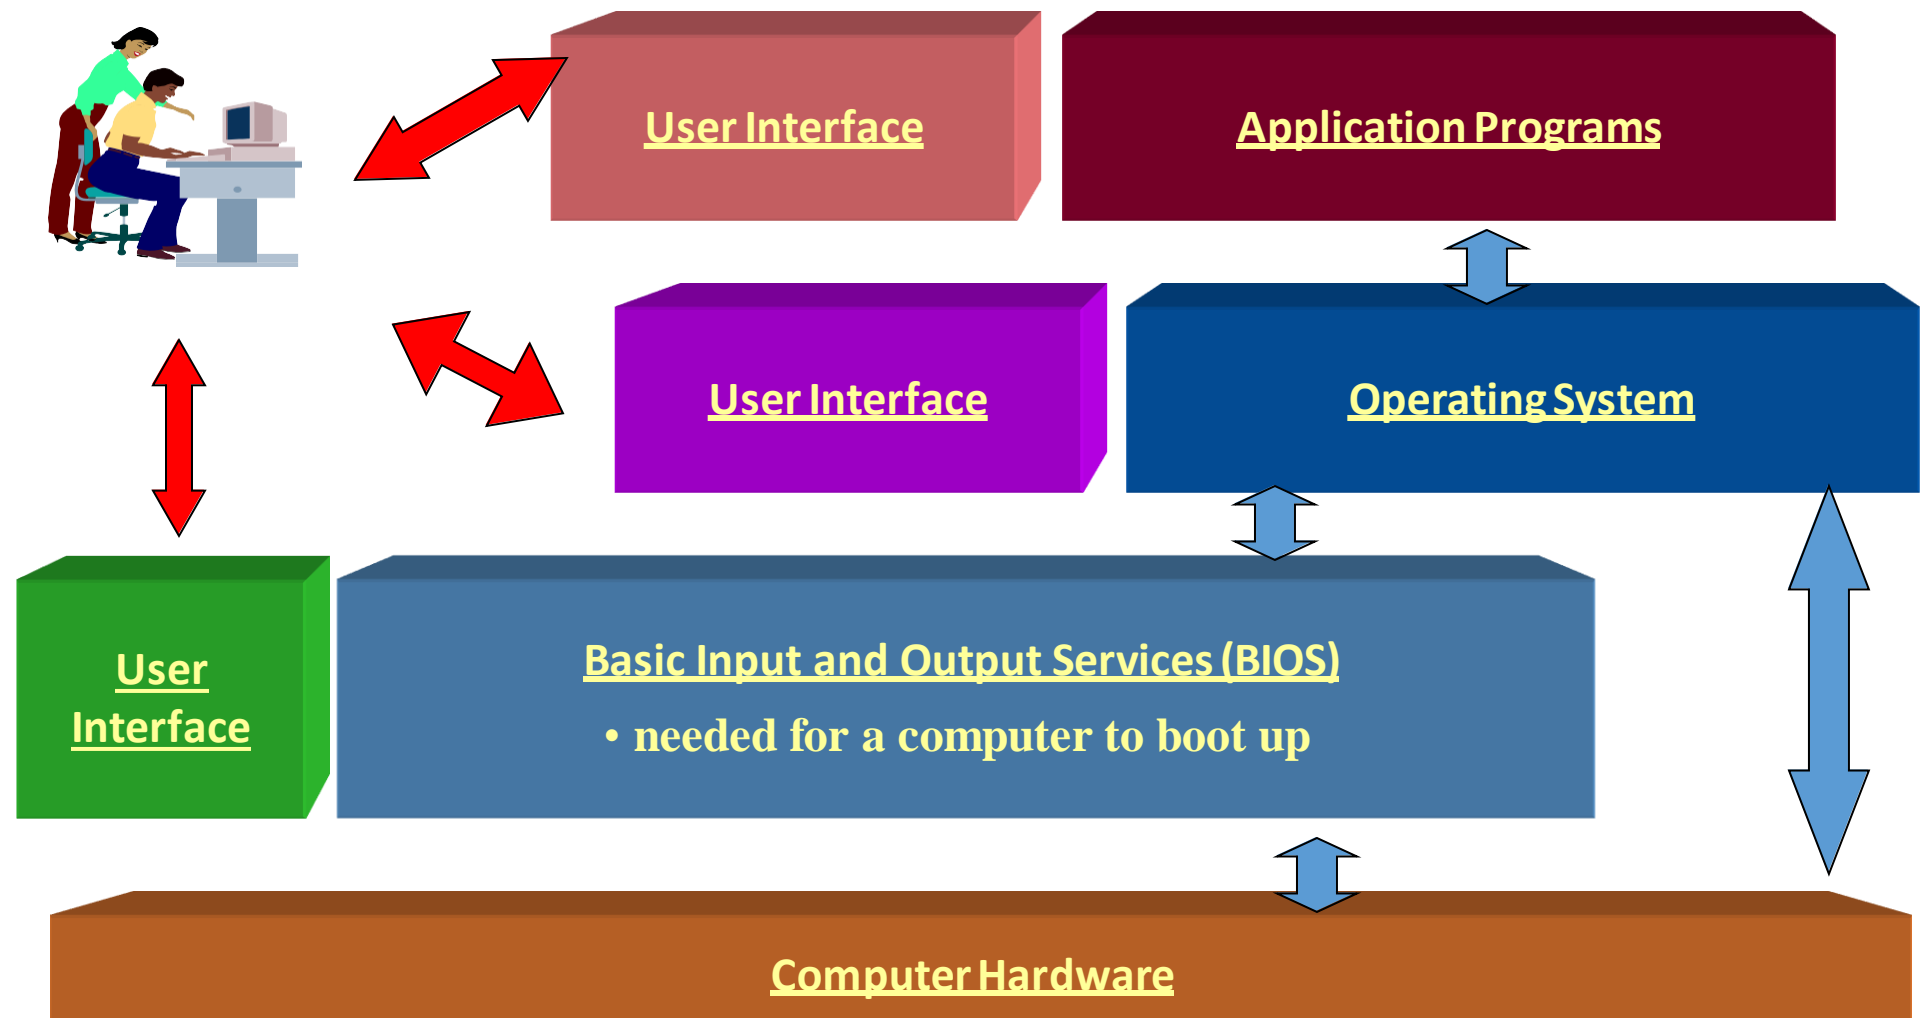 User Interface
Application Programs
User Interface
Operating System
User
Interface
Basic Input and Output Services (BIOS)
• needed for a computer to boot up
Computer Hardware